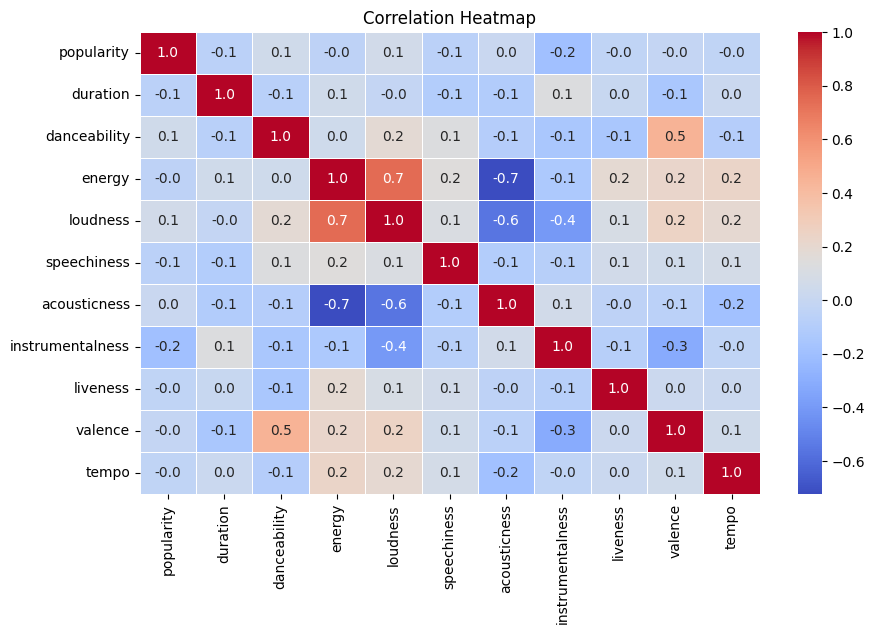 Correlation Heatmap
popularity 1.0 -0.1 0.1 -0.0 0.1 -0.1 0.0 -0.2 -0.0 -0.0 -0.0
duration -0.1 1.0 -0.1 0.1 -0.0 -0.1 -0.1 0.1 0.0 -0.1 0.0
danceability 0.1 -0.1 1.0 0.0 0.2 0.1 -0.1 -0.1 -0.1 0.5 -0.1
energy -0.0 0.1 0.0 1.0 0.7 0.2 -0.7 -0.1 0.2 0.2 0.2
loudness 0.1 -0.0 0.2 0.7 1.0 0.1 -0.6 -0.4 0.1 0.2 0.2
speechiness -0.1 -0.1 0.1 0.2 0.1 1.0 -0.1 -0.1 0.1 0.1 0.1
acousticness 0.0 -0.1 -0.1 -0.7 -0.6 -0.1 1.0 0.1 -0.0 -0.1 -0.2
instrumentalness -0.2 0.1 -0.1 -0.1 -0.4 -0.1 0.1 1.0 -0.1 -0.3 -0.0
liveness -0.0 0.0 -0.1 0.2 0.1 0.1 -0.0 -0.1 1.0 0.0 0.0
valence -0.0 -0.1 0.5 0.2 0.2 0.1 -0.1 -0.3 0.0 1.0 0.1
tempo -0.0 0.0 -0.1 0.2 0.2 0.1 -0.2 -0.0 0.0 0.1 1.0
popularity
duration
danceability
energy
loudness
speechiness
acousticness
instrumentalness
liveness
valence
tempo
1.0
0.8
0.6
0.4
0.2
0.0
−0.2
−0.4
−0.6